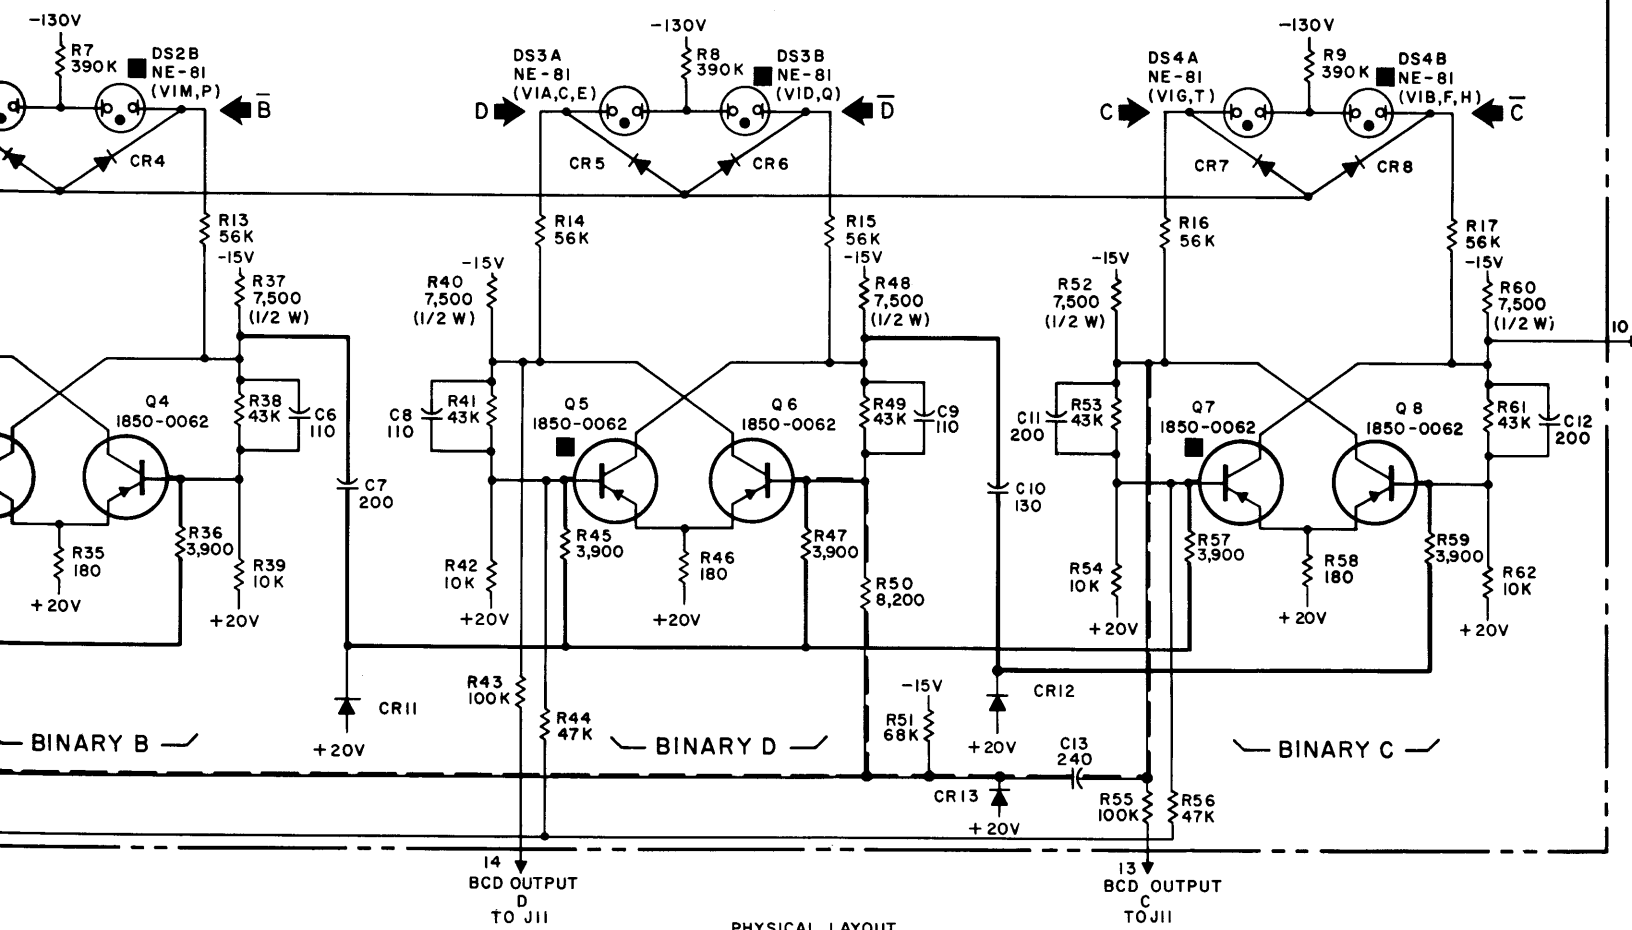 -130V
R7
390K
DS2B
NE-81
(VIM,P)
B
CR4
R13
56K
-15V
R37
7,500
(1/2 W)
Q4
1850-0062
R38
43K
C6
110
C7
200
R35
180
+20V
R36
3,900
R39
10K
+20V
CR11
+20V
BINARY B
-130V
R8
390K
DS3A
NE-81
(VIA,C,E)
DS3B
NE-81
(VID,Q)
D
D
CR5
CR6
R14
56K
R15
56K
-15V
R40
7,500
(1/2 W)
-15V
R48
7,500
(1/2 W)
C8
110
R41
43K
Q5
1850-0062
Q6
1850-0062
R49
43K
C9
110
C10
130
R42
10K
+20V
R45
3,900
R46
180
+20V
R47
3,900
R50
8,200
R43
100K
R44
47K
BINARY D
-15V
R51
68K
CR12
+20V
C13
240
CR13
+20V
14
BCD OUTPUT
D
TO J11
-130V
R9
390K
DS4A
NE-81
(VIG,T)
DS4B
NE-81
(VIB,F,H)
C
C
CR7
CR8
R16
56K
R17
56K
-15V
R52
7,500
(1/2 W)
-15V
R60
7,500
(1/2 W)
10
C11
200
R53
43K
Q7
1850-0062
Q8
1850-0062
R61
43K
C12
200
R54
10K
+20V
R57
3,900
R58
180
+20V
R59
3,900
R62
10K
+20V
BINARY C
R55
100K
R56
47K
13
BCD OUTPUT
C
TO J11
PHYSICAL LAYOUT